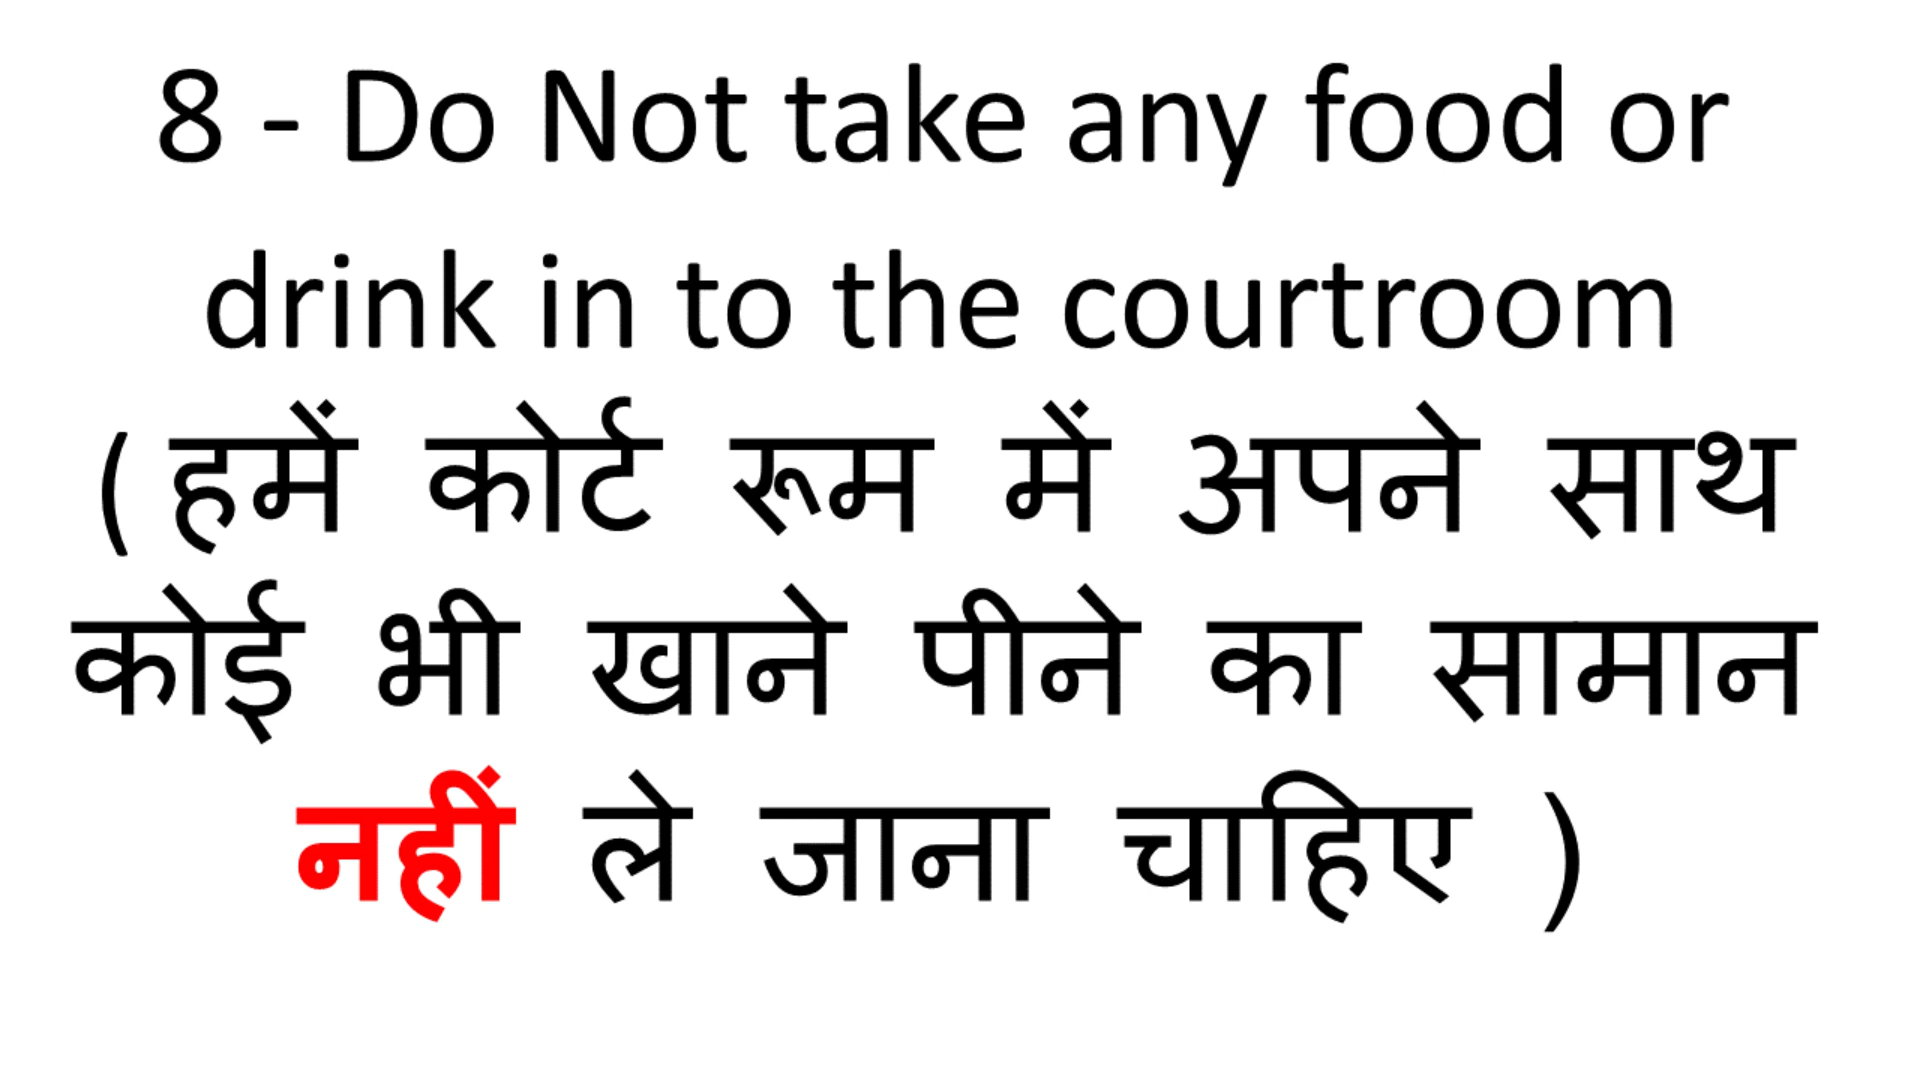 8 - Do Not take any food or
drink in to the courtroom
( हमें कोर्ट रूम में अपने साथ
कोई भी खाने पीने का सामान
नहीं ले जाना चाहिए )